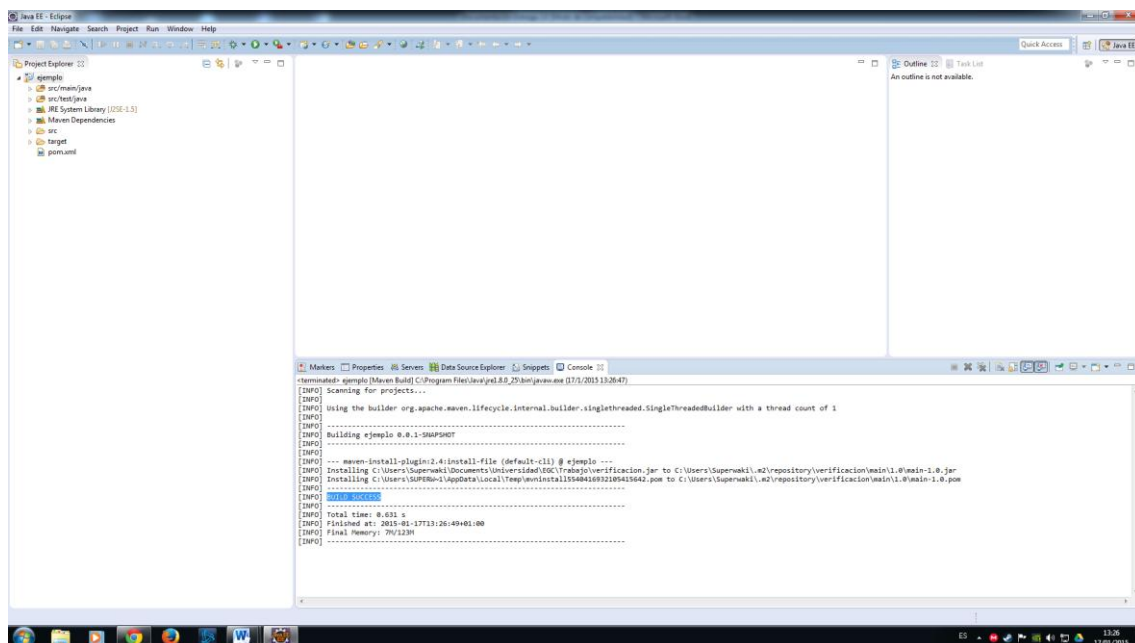 Java EE - Eclipse
File Edit Navigate Search Project Run Window Help
Quick Access
Java EE
Project Explorer
ejemplo
src/main/java
src/test/java
JRE System Library [J2SE-1.5]
Maven Dependencies
src
target
pom.xml
Outline Task List
An outline is not available.
Markers Properties Servers Data Source Explorer Snippets Console
<terminated> ejemplo [Maven Build] C:\Program Files\Java\jre1.8.0_25\bin\javaw.exe (17/1/2015 13:26:47)
[INFO] Scanning for projects...
[INFO]
[INFO] Using the builder org.apache.maven.lifecycle.internal.builder.singlethreaded.SingleThreadedBuilder with a thread count of 1
[INFO]
[INFO] ------------------------------------------------------------------------
[INFO] Building ejemplo 0.0.1-SNAPSHOT
[INFO] ------------------------------------------------------------------------
[INFO]
[INFO] --- maven-install-plugin:2.4:install-file (default-cli) @ ejemplo ---
[INFO] Installing C:\Users\Superwaki\Documents\Universidad\EGC\Trabajo\verificacion.jar to C:\Users\Superwaki\.m2\repository\verificacion\main\1.0\main-1.0.jar
[INFO] Installing C:\Users\SUPERW~1\AppData\Local\Temp\mvninstall5540416932105415642.pom to C:\Users\Superwaki\.m2\repository\verificacion\main\1.0\main-1.0.pom
[INFO] ------------------------------------------------------------------------
[INFO] BUILD SUCCESS
[INFO] ------------------------------------------------------------------------
[INFO] Total time: 0.631 s
[INFO] Finished at: 2015-01-17T13:26:49+01:00
[INFO] Final Memory: 7M/123M
[INFO] ------------------------------------------------------------------------
ES
13:26
17/01/2015